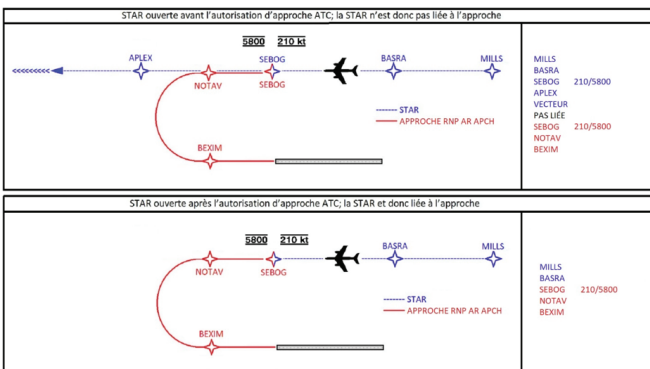 STAR ouverte avant l'autorisation d'approche ATC; la STAR n'est donc pas liée à l'approche
5800 210 kt
APLEX SEBOG BASRA MILLS
NOTAV SEBOG
STAR
APPROCHE RNP AR APCH
BEXIM
MILLS
BASRA
SEBOG 210/5800
APLEX
VECTEUR
PAS LIÉE
SEBOG 210/5800
NOTAV
BEXIM
STAR ouverte après l'autorisation d'approche ATC; la STAR et donc liée à l'approche
5800 210 kt
BASRA MILLS
NOTAV SEBOG
STAR
APPROCHE RNP AR APCH
BEXIM
MILLS
BASRA
SEBOG 210/5800
NOTAV
BEXIM